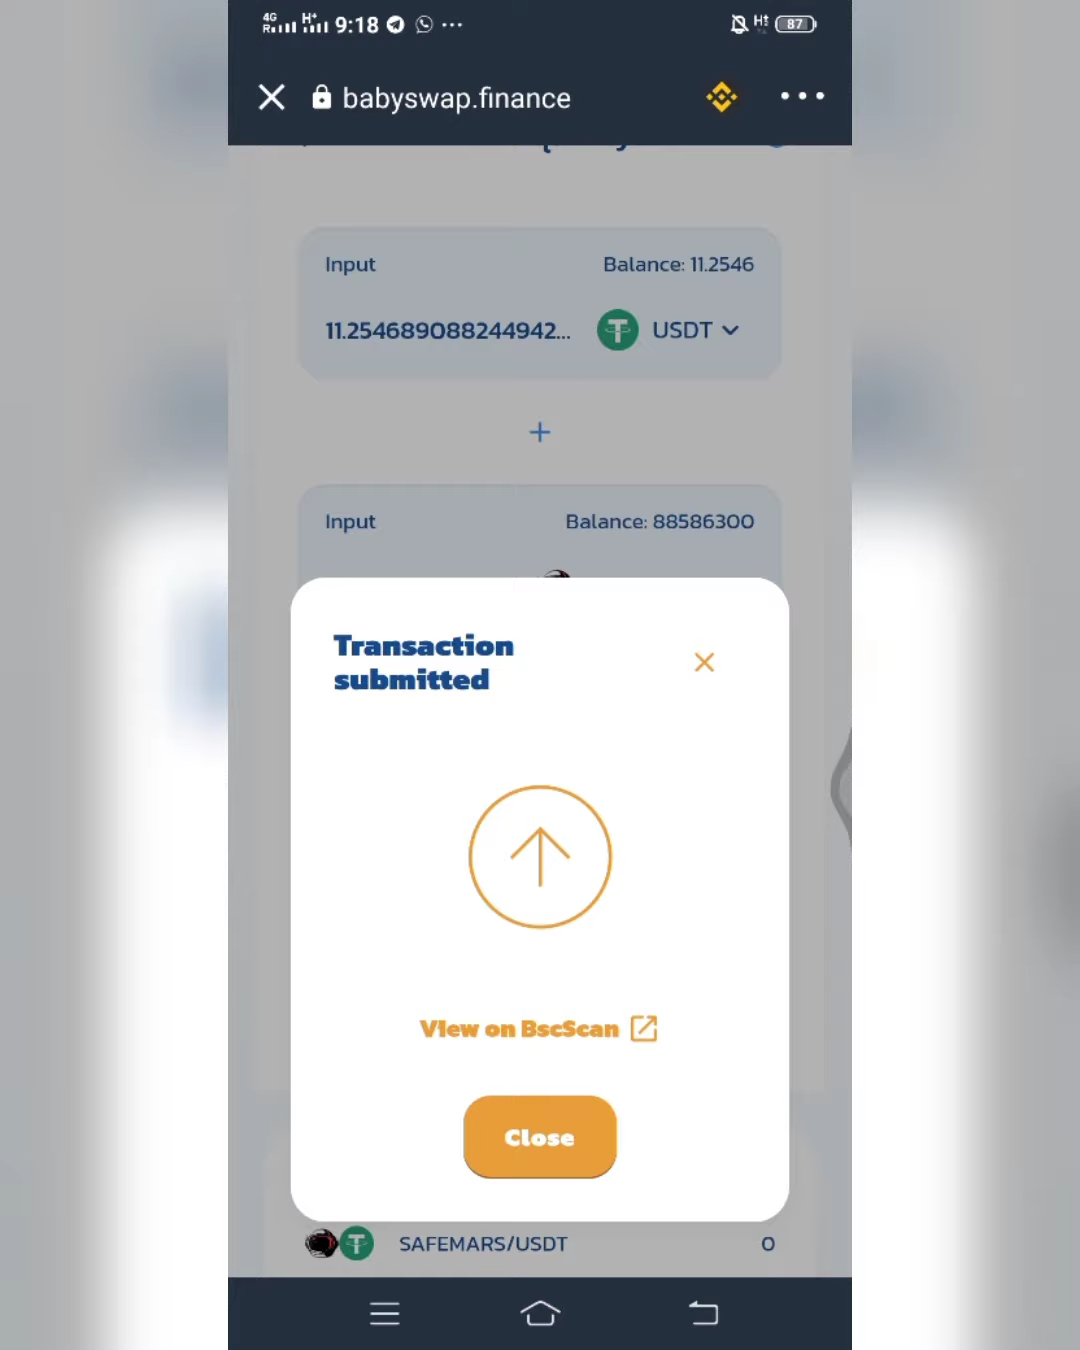 4G
R
H+
9:18
87
babyswap.finance
Input
Balance: 11.2546
11.254689088244942...
USDT
+
Input
Balance: 88586300
Transaction
submitted
View on BscScan
Close
SAFEMARS/USDT
0